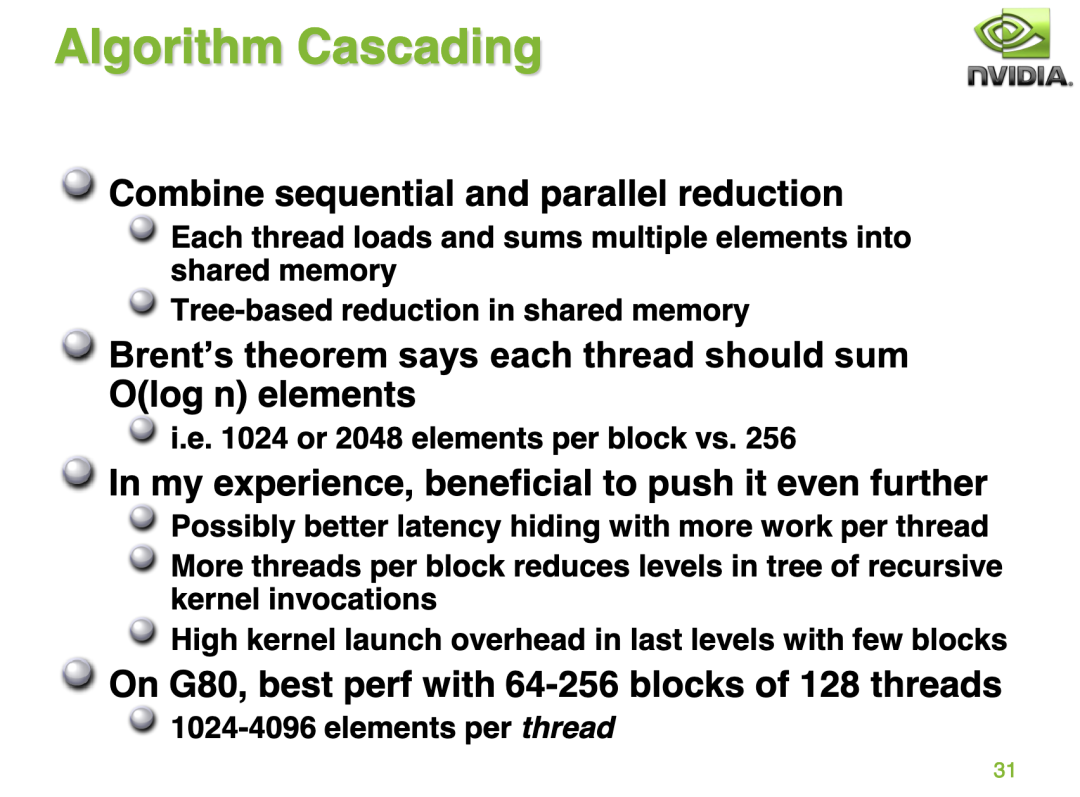 Algorithm Cascading
NVIDIA.
Combine sequential and parallel reduction
Each thread loads and sums multiple elements into
shared memory
Tree-based reduction in shared memory
Brent’s theorem says each thread should sum
O(log n) elements
i.e. 1024 or 2048 elements per block vs. 256
In my experience, beneficial to push it even further
Possibly better latency hiding with more work per thread
More threads per block reduces levels in tree of recursive
kernel invocations
High kernel launch overhead in last levels with few blocks
On G80, best perf with 64-256 blocks of 128 threads
1024-4096 elements per thread
31